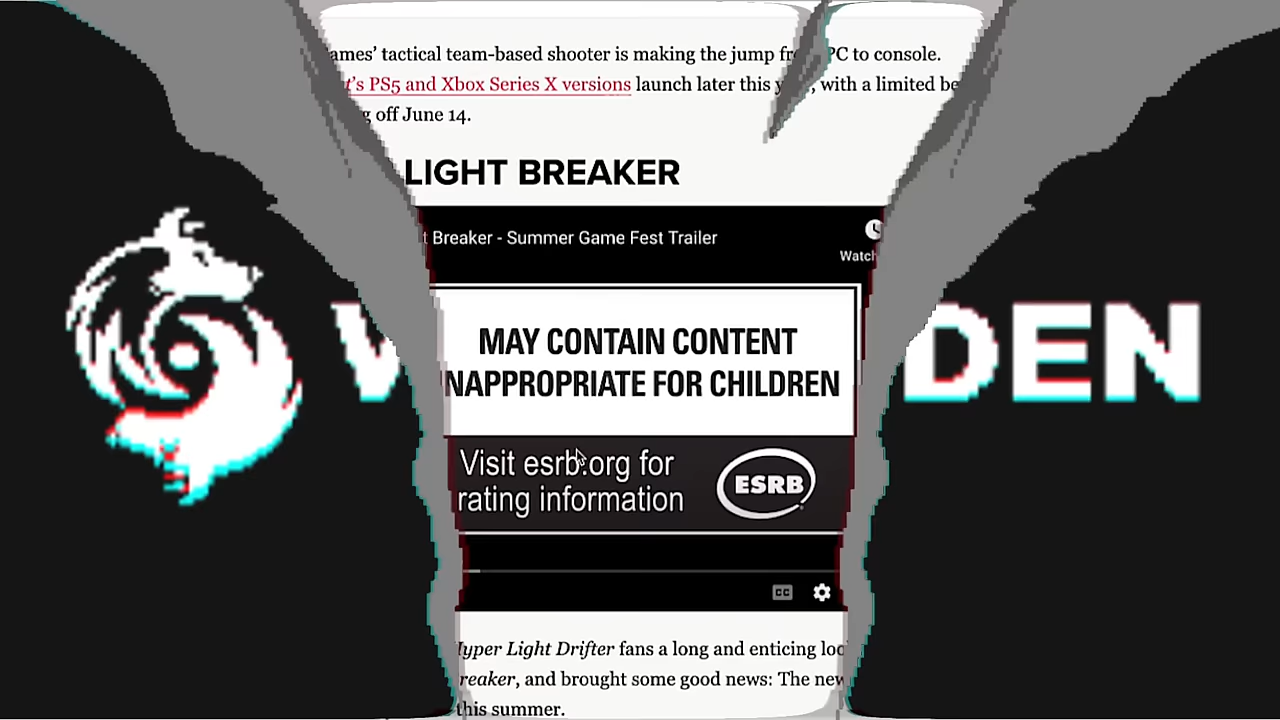 ames' tactical team-based shooter is making the jump fr PC to console.
t's PS5 and Xbox Series X versions launch later this y , with a limited be
g off June 14.
LIGHT BREAKER
t Breaker - Summer Game Fest Trailer
Watch
MAY CONTAIN CONTENT
NAPPROPRIATE FOR CHILDREN
V DEN
Visit esrb.org for
rating information
ESRB
CC
Hyper Light Drifter fans a long and enticing loo
reaker, and brought some good news: The new
this summer.